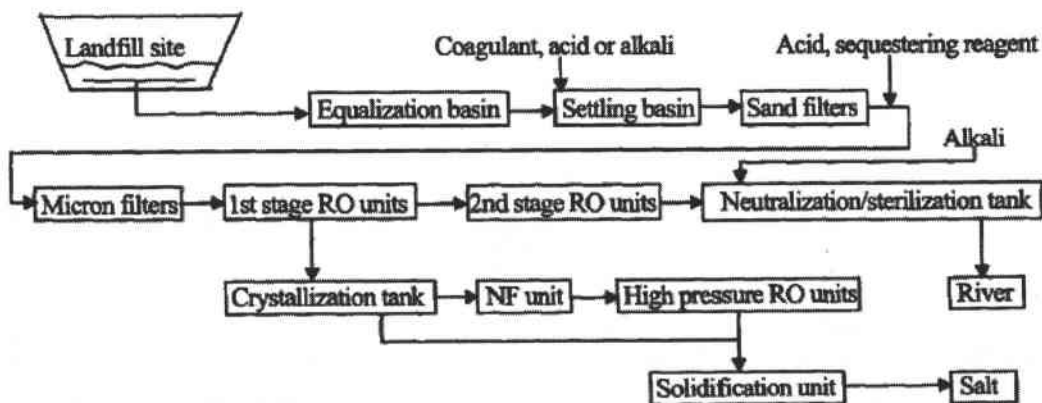 Landfill site
Coagulant, acid or alkali
Acid, sequestering reagent
Equalization basin
Settling basin
Sand filters
Alkali
Micron filters
1st stage RO units
2nd stage RO units
Neutralization/sterilization tank
Crystallization tank
NF unit
High pressure RO units
River
Solidification unit
Salt